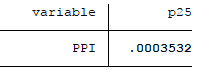 variable p25
PPI .0003532